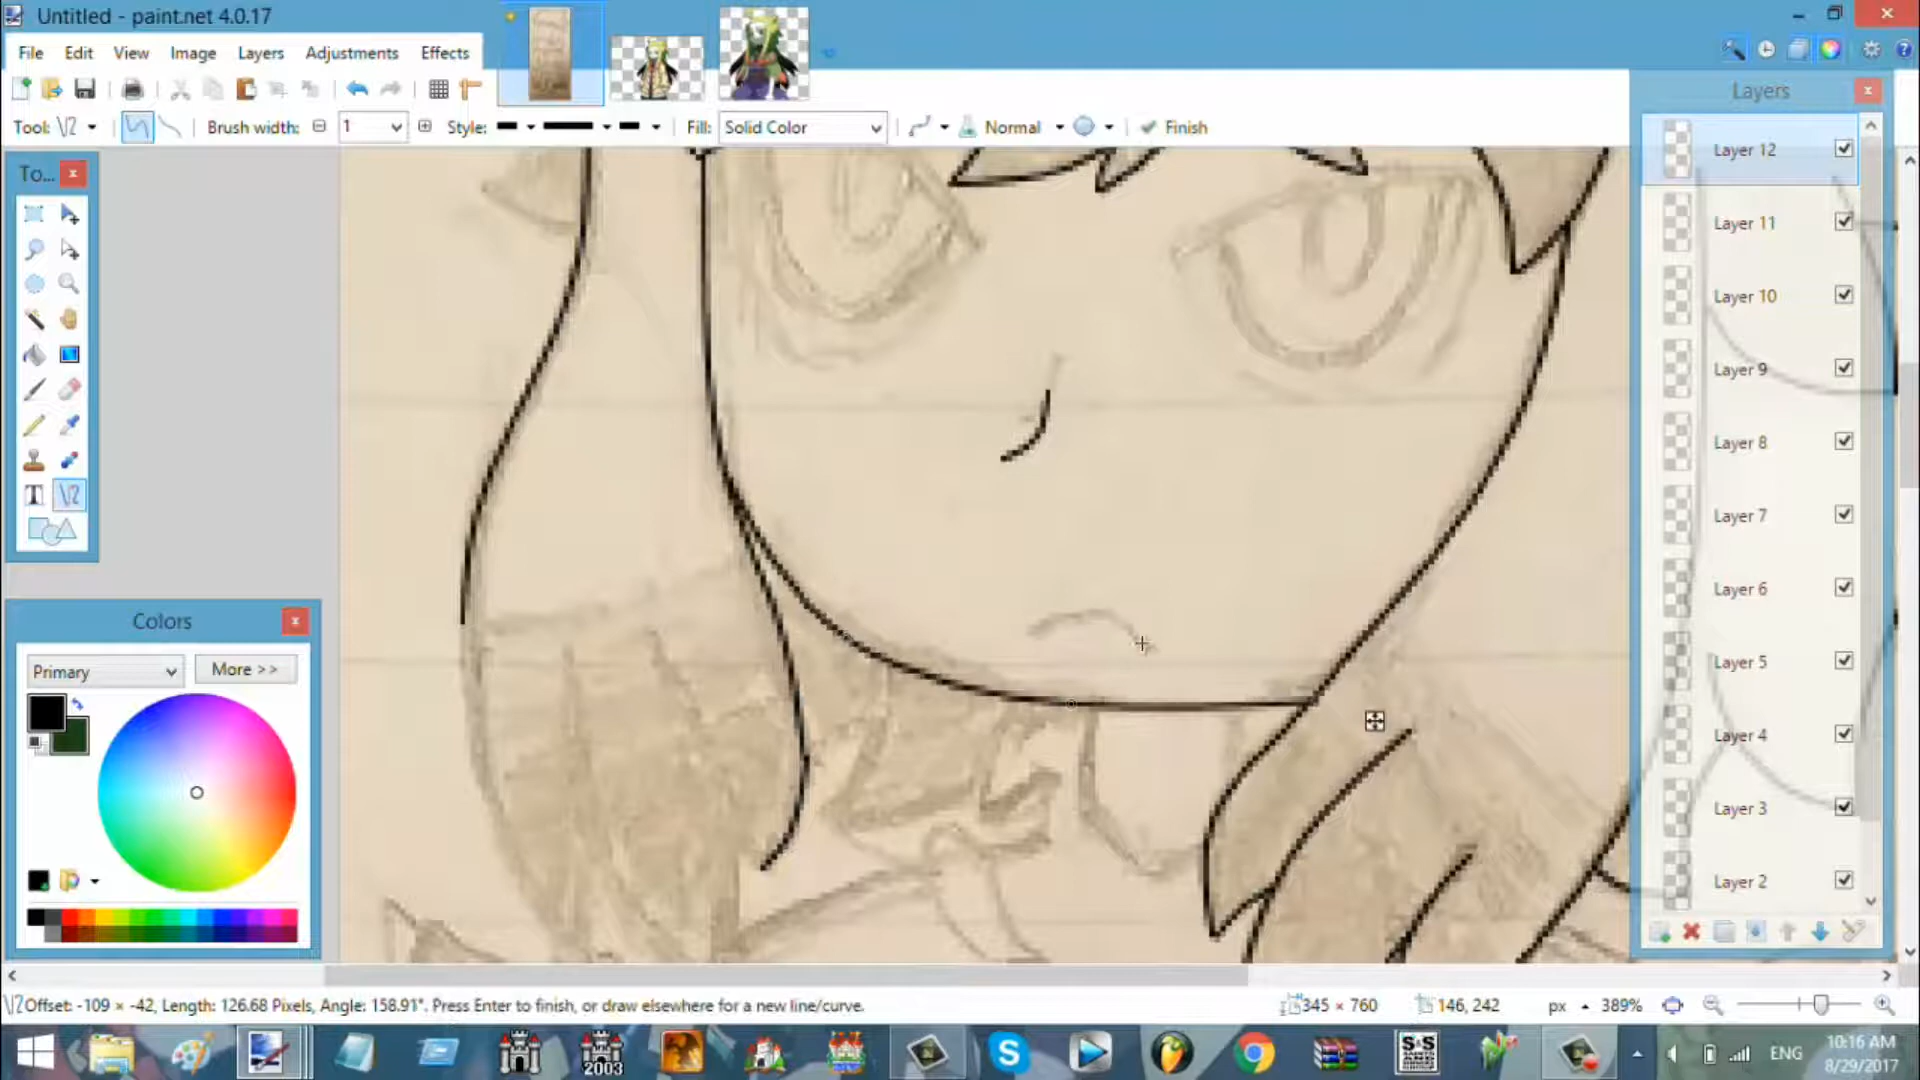 Untitled - paint.net 4.0.17
File Edit View Image Layers Adjustments Effects
Tool: Brush width: 1 Style: Fill: Solid Color Normal Finish
To...
Layers
Layer 12
Layer 11
Layer 10
Layer 9
Layer 8
Layer 7
Layer 6
Layer 5
Layer 4
Layer 3
Layer 2
Colors
Primary More >>
Offset: -109 × -42, Length: 126.68 Pixels, Angle: 158.91°. Press Enter to finish, or draw elsewhere for a new line/curve. 345 × 760 146, 242 px 389%
2003
S&S
ENG
10:16 AM
8/29/2017